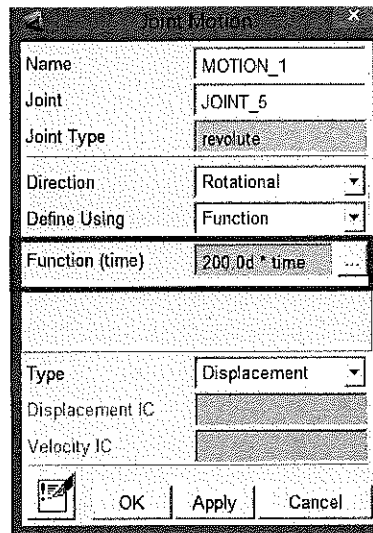 Joint Motion
Name MOTION_1
Joint JOINT_5
Joint Type revolute
Direction Rotational
Define Using Function
Function (time) 200.0d * time ...
Type Displacement
Displacement IC
Velocity IC
OK Apply Cancel